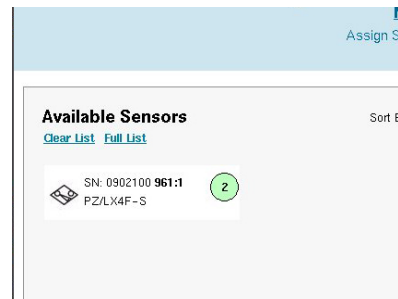 Assign S
Available Sensors
Sort
Clear List Full List
SN: 0902100 961:1
2
PZ/LX4F-S